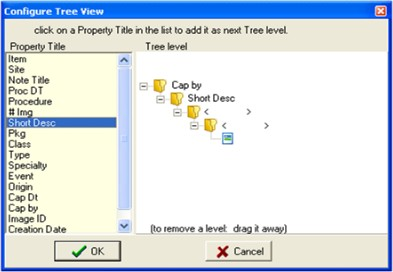 Configure Tree View
click on a Property Title in the list to add it as next Tree level.
Property Title
Tree level
Item
Site
Note Title
Proc DT
Procedure
# Img
Short Desc
Pkg
Class
Type
Specialty
Event
Origin
Cap Dt
Cap by
Image ID
Creation Date
Cap by
Short Desc
< >
< >
(to remove a level: drag it away)
OK
Cancel